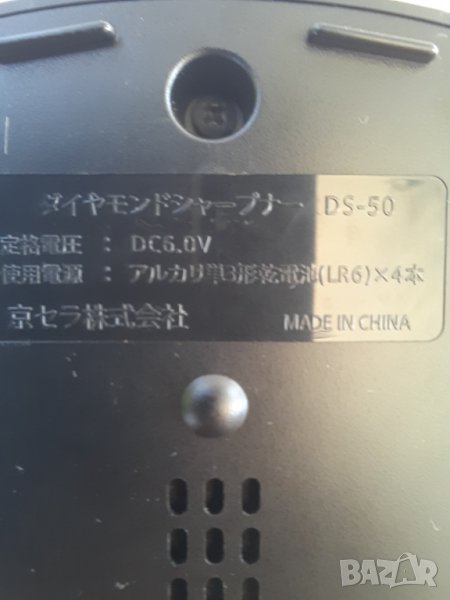 ダイヤモンドシャープナー DS-50
定格電圧 : DC6.0V
使用電源 : アルカリ単3形乾電池(LR6)×4本
京セラ株式会社 MADE IN CHINA
BAZAR